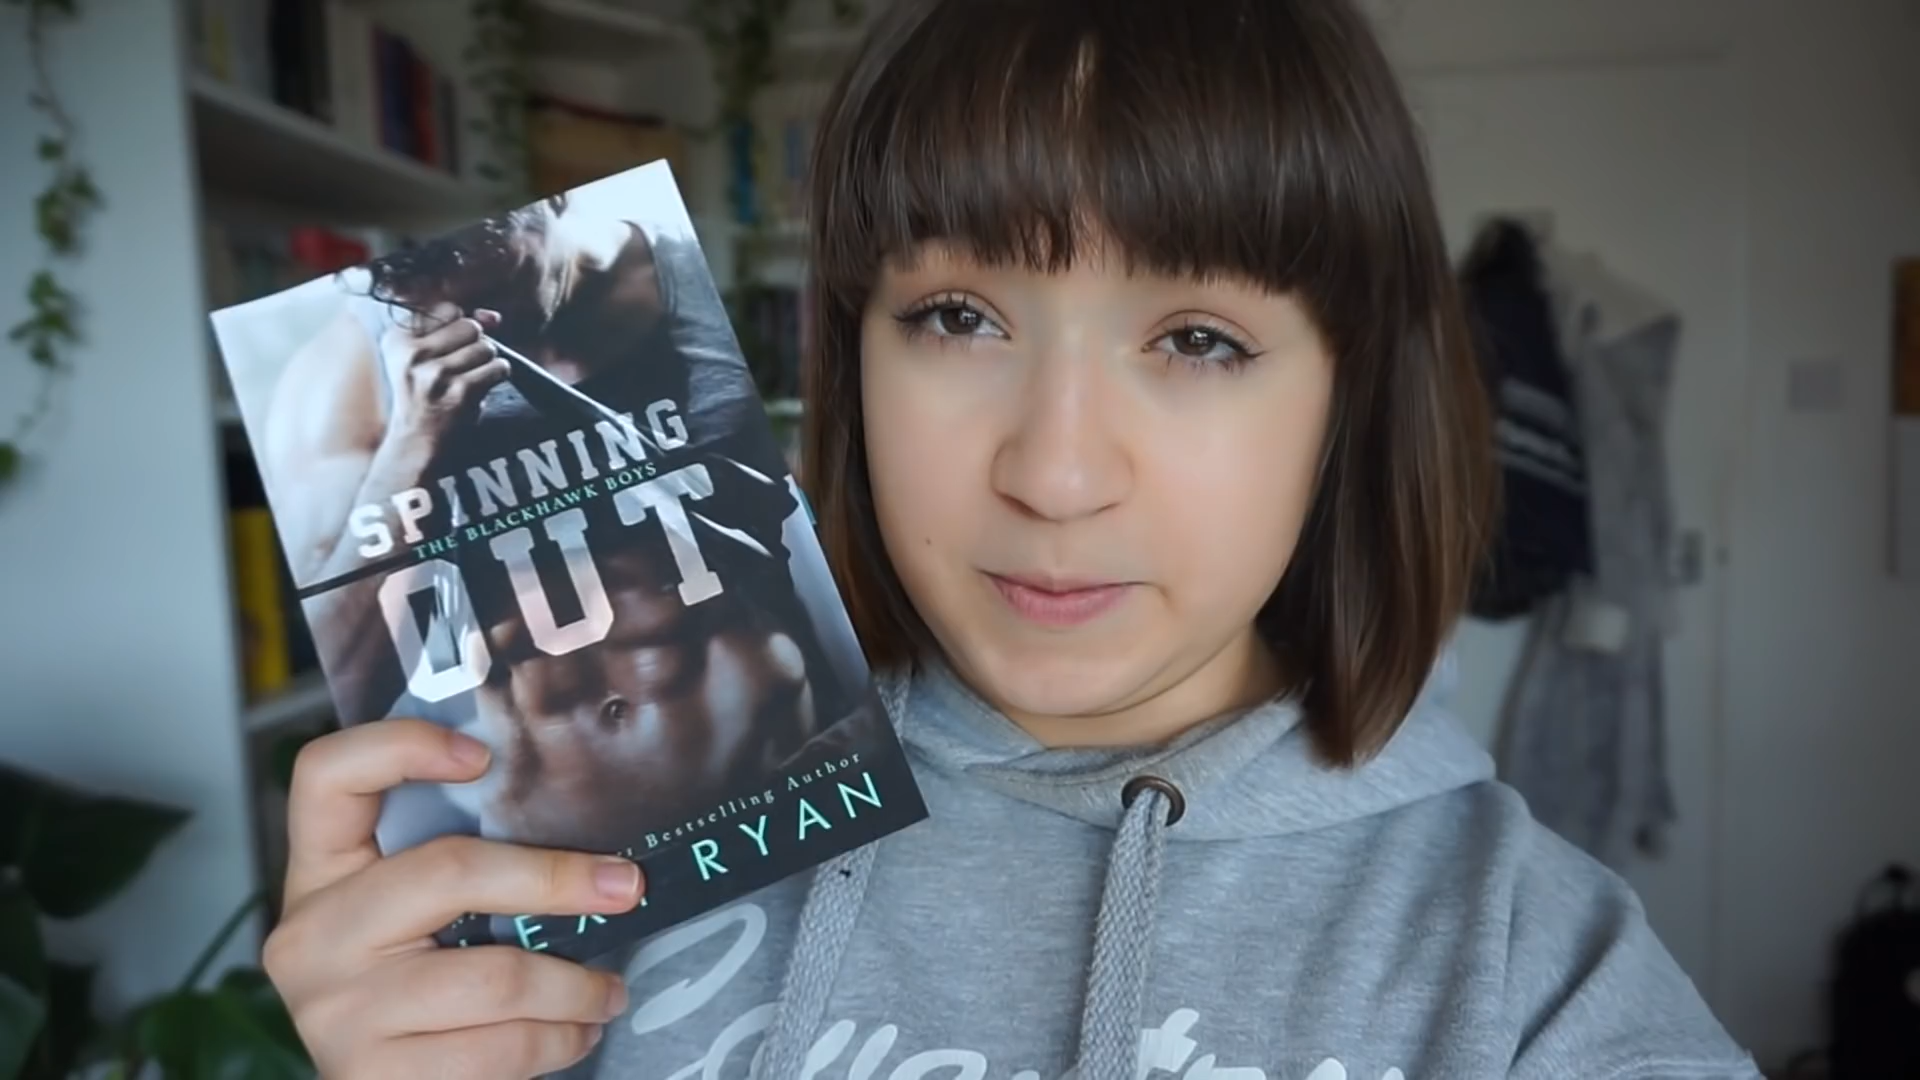 SPINNING
THE BLACKHAWK BOYS
OUT
Bestselling Author
RYAN